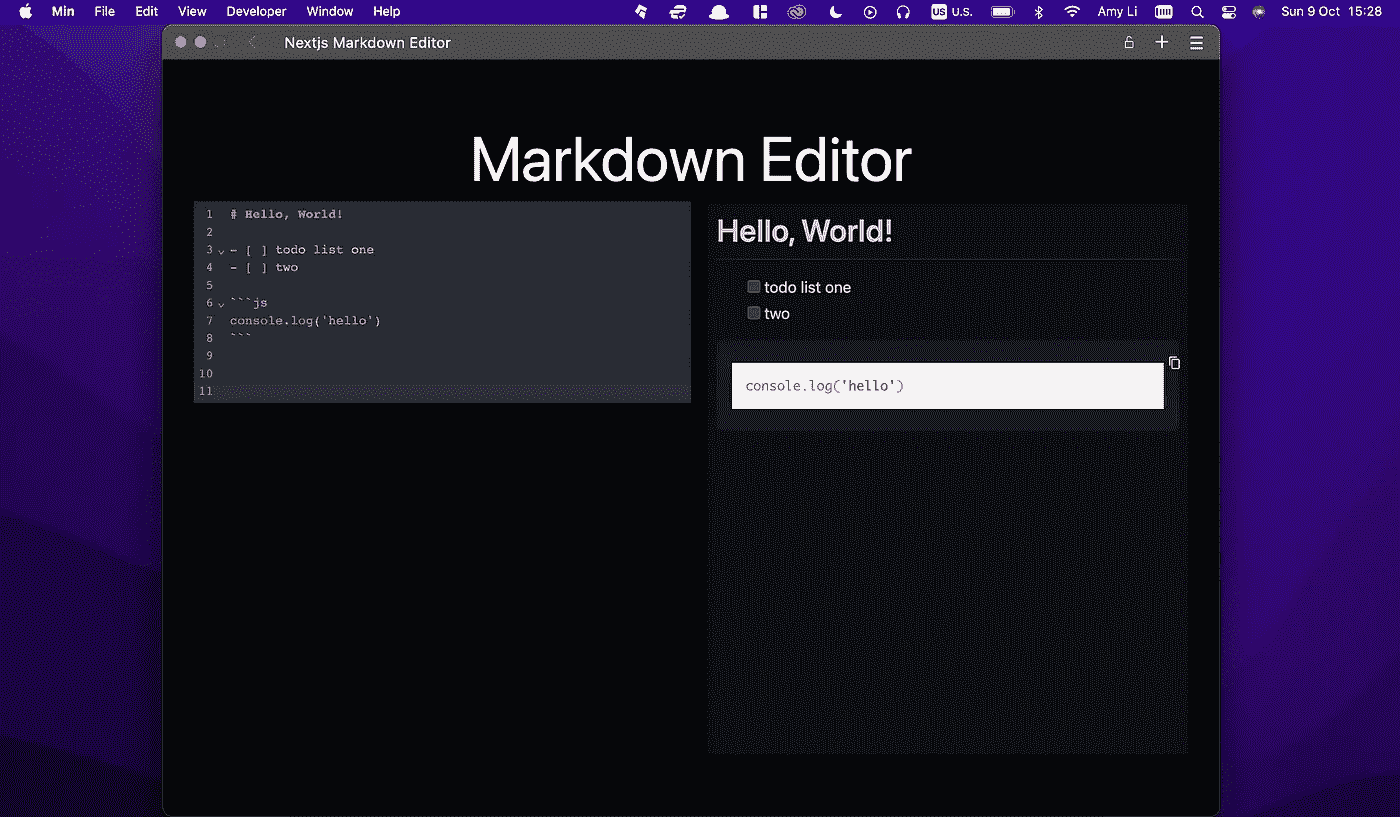 Min File Edit View Developer Window Help US U.S. Amy Li Sun 9 Oct 15:28
Nextjs Markdown Editor
Markdown Editor
1 # Hello, World!
2
3 - [ ] todo list one
4 - [ ] two
5
6 ```js
7 console.log('hello')
8 ```
9
10
11
Hello, World!
todo list one
two
console.log('hello')